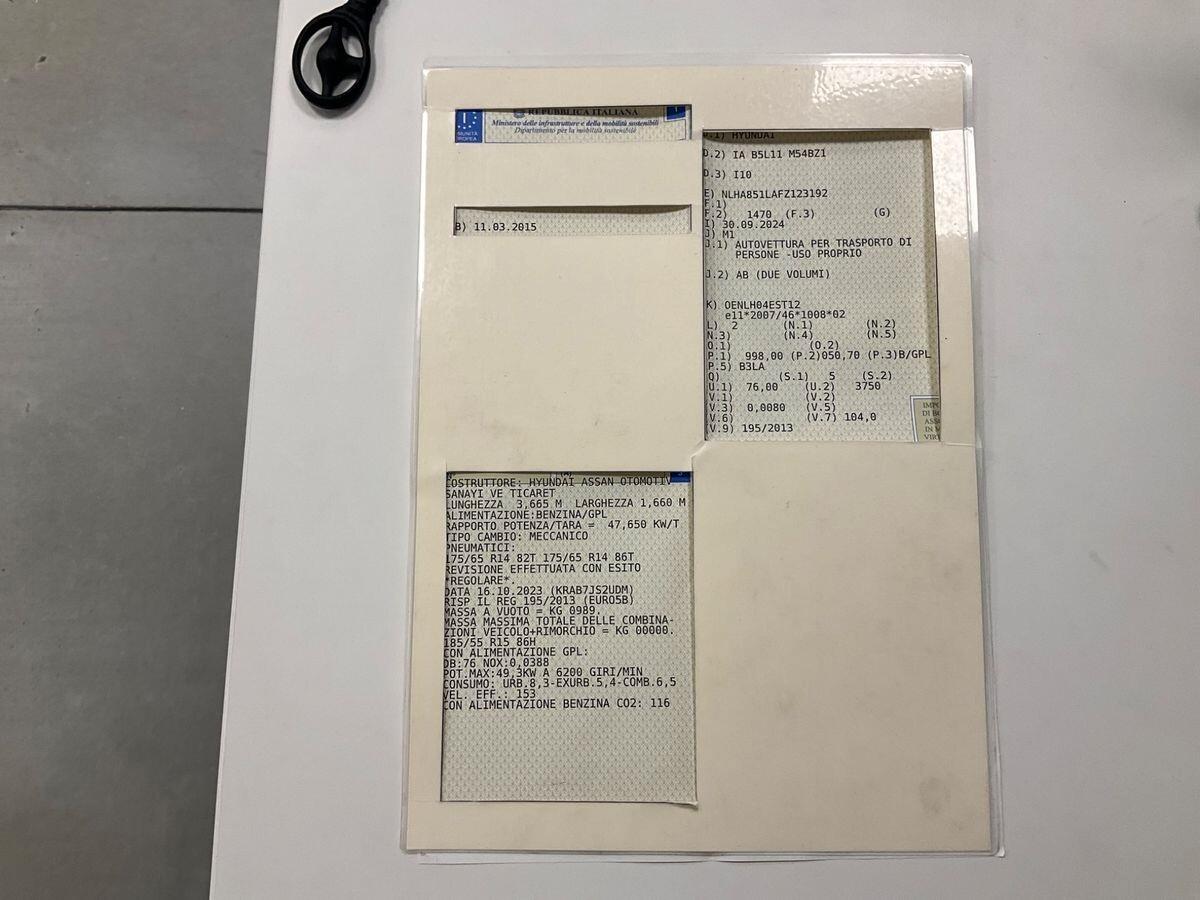 REPUBBLICA ITALIANA
Ministero delle infrastrutture e della mobilità sostenibili
Dipartimento per la mobilità sostenibile
I
B) 11.03.2015
D.1) HYUNDAI
D.2) IA B5L11 M54BZ1
D.3) I10
E) NLHA851LAFZ123192
F.1)
F.2) 1470 (F.3) (G)
I) 30.09.2024
J) M1
J.1) AUTOVETTURA PER TRASPORTO DI
PERSONE -USO PROPRIO
J.2) AB (DUE VOLUMI)
K) OENLH04EST12
e11*2007/46*1008*02
L) 2 (N.1) (N.2)
N.3) (N.4) (N.5)
O.1) (O.2)
P.1) 998,00 (P.2)050,70 (P.3)B/GPL
P.5) B3LA
Q) (S.1) 5 (S.2)
U.1) 76,00 (U.2) 3750
(V.1) (V.2)
(V.3) 0,0080 (V.5)
(V.6) (V.7) 104,0
(V.9) 195/2013
COSTRUTTORE: HYUNDAI ASSAN OTOMOTIV
SANAYI VE TICARET
LUNGHEZZA 3,665 M LARGHEZZA 1,660 M
ALIMENTAZIONE:BENZINA/GPL
RAPPORTO POTENZA/TARA = 47,650 KW/T
TIPO CAMBIO: MECCANICO
PNEUMATICI:
175/65 R14 82T 175/65 R14 86T
REVISIONE EFFETTUATA CON ESITO
*REGOLARE*.
DATA 16.10.2023 (KRAB7JS2UDM)
RISP IL REG 195/2013 (EURO5B)
MASSA A VUOTO = KG 0989.
MASSA MASSIMA TOTALE DELLE COMBINA-
ZIONI VEICOLO+RIMORCHIO = KG 00000.
185/55 R15 86H
CON ALIMENTAZIONE GPL:
DB:76 NOX:0,0388
POT.MAX:49,3KW A 6200 GIRI/MIN
CONSUMO: URB.8,3-EXURB.5,4-COMB.6,5
VEL. EFF.: 153
CON ALIMENTAZIONE BENZINA CO2: 116